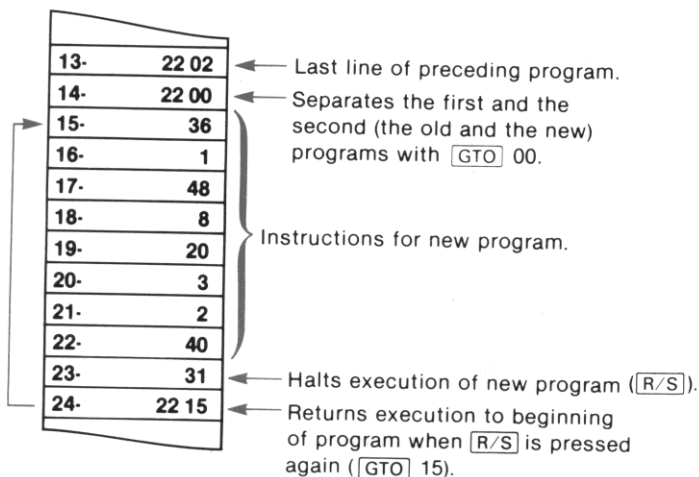 13- 22 02
Last line of preceding program.
14- 22 00
Separates the first and the
second (the old and the new)
programs with GTO 00.
15- 36
16- 1
17- 48
18- 8
19- 20
Instructions for new program.
20- 3
21- 2
22- 40
23- 31
Halts execution of new program (R/S).
24- 22 15
Returns execution to beginning
of program when R/S is pressed
again (GTO 15).